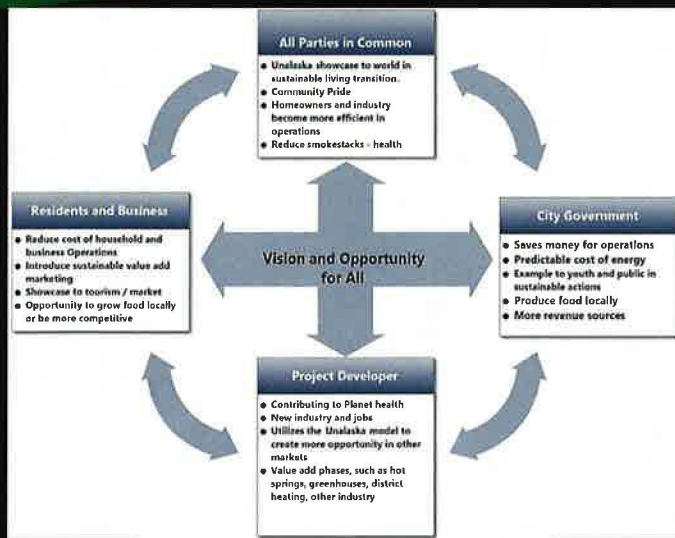 All Parties in Common
● Unalaska showcase to world in
sustainable living transition.
● Community Pride
● Homeowners and industry
become more efficient in
operations
● Reduce smokestacks - health
Residents and Business
● Reduce cost of household and
business Operations
● Introduce sustainable value add
marketing
● Showcase to tourism / market
● Opportunity to grow food locally
or be more competitive
Vision and Opportunity
for All
City Government
● Saves money for operations
● Predictable cost of energy
● Example to youth and public in
sustainable actions
● Produce food locally
● More revenue sources
Project Developer
● Contributing to Planet health
● New industry and jobs
● Utilizes the Unalaska model to
create more opportunity in other
markets
● Value add phases, such as hot
springs, greenhouses, district
heating, other industry